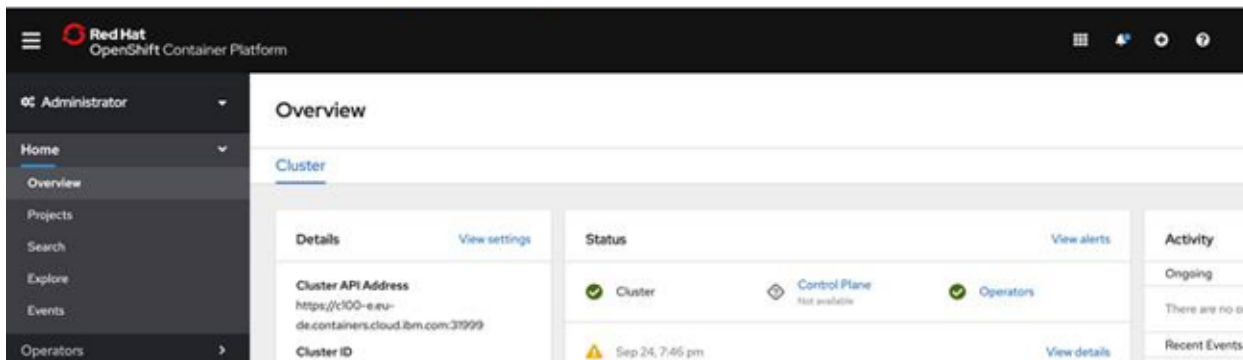 Red Hat
OpenShift Container Platform
Administrator
Home
Overview
Projects
Search
Explore
Events
Operators
Overview
Cluster
Details
View settings
Cluster API Address
https://c100-e.eu-
de.containers.cloud.ibm.com:31999
Cluster ID
Status
View alerts
Cluster
Control Plane
Not available
Operators
Sep 24, 7:46 pm
View details
Activity
Ongoing
There are no
Recent Events